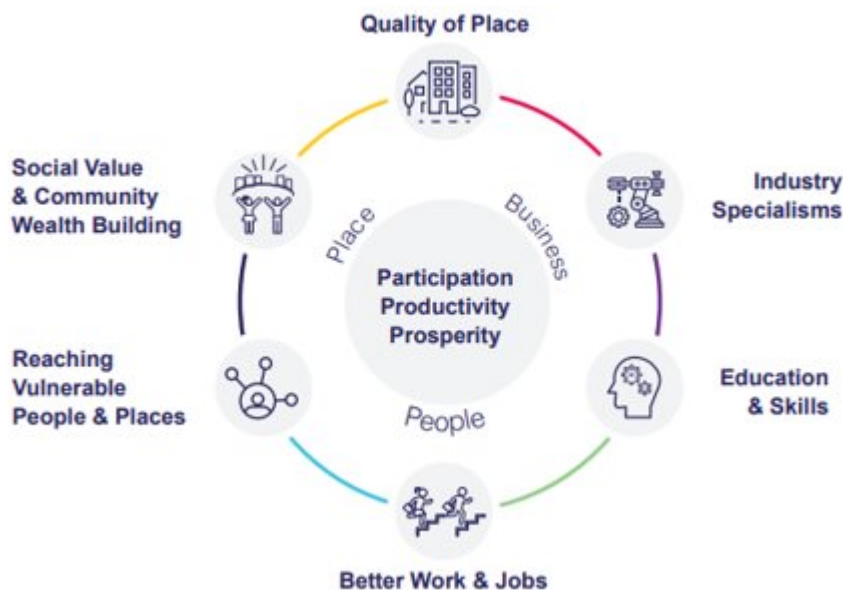 Quality of Place
Social Value
& Community
Wealth Building
Industry
Specialisms
Place
Business
Participation
Productivity
Prosperity
People
Reaching
Vulnerable
People & Places
Education
& Skills
Better Work & Jobs